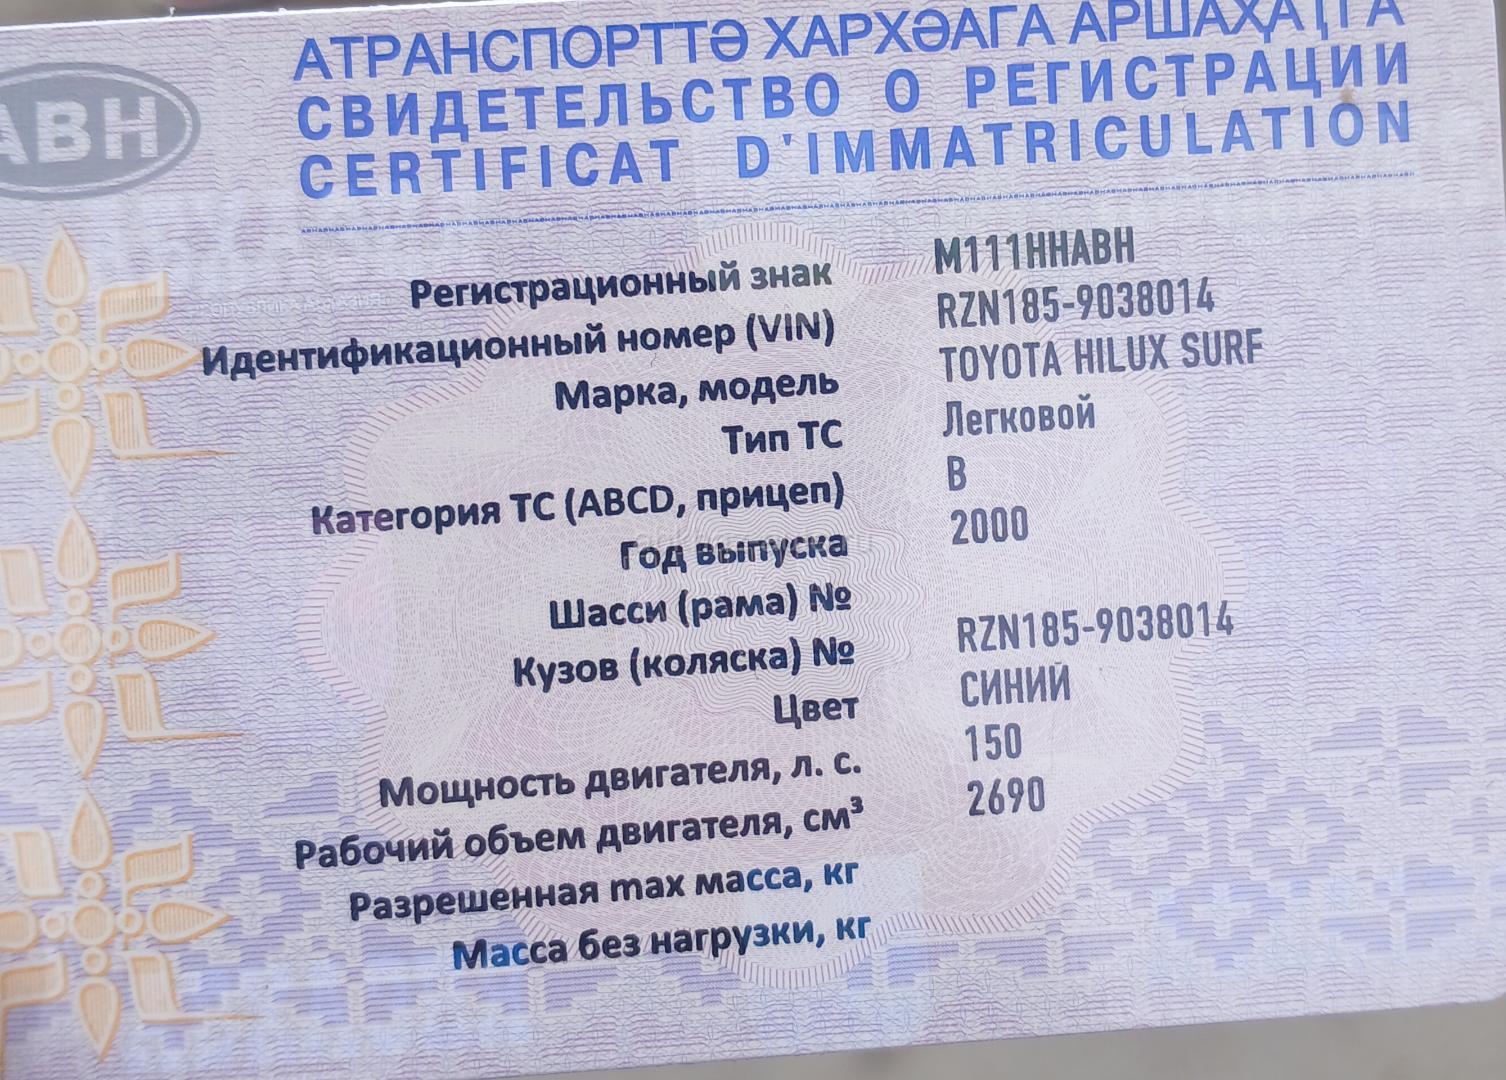 АТРАНСПОРТТӘ ХАРХӘАГА АРШАҲАҬГА
СВИДЕТЕЛЬСТВО О РЕГИСТРАЦИИ
CERTIFICAT D'IMMATRICULATION
ABH
Регистрационный знак M111HHABH
Идентификационный номер (VIN) RZN185-9038014
Марка, модель TOYOTA HILUX SURF
Тип ТС Легковой
Категория ТС (ABCD, прицеп) B
Год выпуска 2000
Шасси (рама) №
Кузов (коляска) № RZN185-9038014
Цвет СИНИЙ
Мощность двигателя, л. с. 150
Рабочий объем двигателя, см³ 2690
Разрешенная max масса, кг
Масса без нагрузки, кг